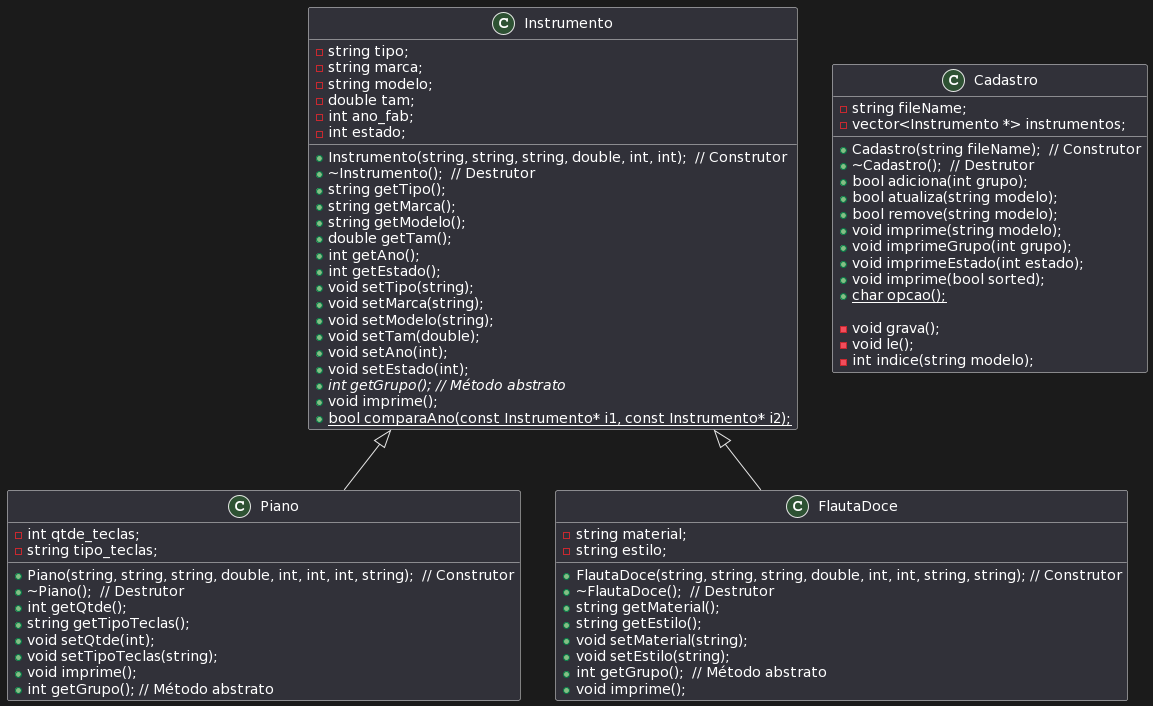 C Instrumento
string tipo;
string marca;
string modelo;
double tam;
int ano_fab;
int estado;
Instrumento(string, string, string, double, int, int);  // Construtor
~Instrumento();  // Destrutor
string getTipo();
string getMarca();
string getModelo();
double getTam();
int getAno();
int getEstado();
void setTipo(string);
void setMarca(string);
void setModelo(string);
void setTam(double);
void setAno(int);
void setEstado(int);
int getGrupo(); // Método abstrato
void imprime();
bool comparaAno(const Instrumento* i1, const Instrumento* i2);
C Cadastro
string fileName;
vector<Instrumento *> instrumentos;
Cadastro(string fileName);  // Construtor
~Cadastro();  // Destrutor
bool adiciona(int grupo);
bool atualiza(string modelo);
bool remove(string modelo);
void imprime(string modelo);
void imprimeGrupo(int grupo);
void imprimeEstado(int estado);
void imprime(bool sorted);
char opcao();
void grava();
void le();
int indice(string modelo);
C Piano
int qtde_teclas;
string tipo_teclas;
Piano(string, string, string, double, int, int, int, string);  // Construtor
~Piano();  // Destrutor
int getQtde();
string getTipoTeclas();
void setQtde(int);
void setTipoTeclas(string);
void imprime();
int getGrupo(); // Método abstrato
C FlautaDoce
string material;
string estilo;
FlautaDoce(string, string, string, double, int, int, string, string); // Construtor
~FlautaDoce();  // Destrutor
string getMaterial();
string getEstilo();
void setMaterial(string);
void setEstilo(string);
int getGrupo();  // Método abstrato
void imprime();